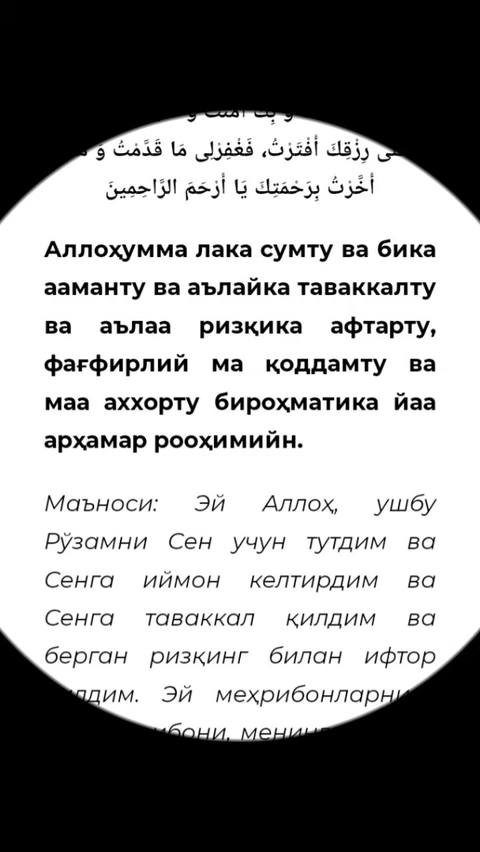 وَ بِكَ آمَنْتُ وَ
رِزْقِكَ أَفْتَرْتُ، فَغْفِرْلِى مَا قَدَّمْتُ وَ
أَخَّرْتُ بِرَحْمَتِكَ يَا أَرْحَمَ الرَّاحِمِينَ
Аллоҳумма лака сумту ва бика
ааманту ва аълайка таваккалту
ва аълаа ризқика афтарту,
фағфирлий ма қоддамту ва
маа аххорту бироҳматика йаа
арҳамар рооҳимийн.
Маъноси: Эй Аллоҳ, ушбу
Рўзамни Сен учун тутдим ва
Сенга иймон келтирдим ва
Сенга таваккал қилдим ва
берган ризқинг билан ифтор
Эй